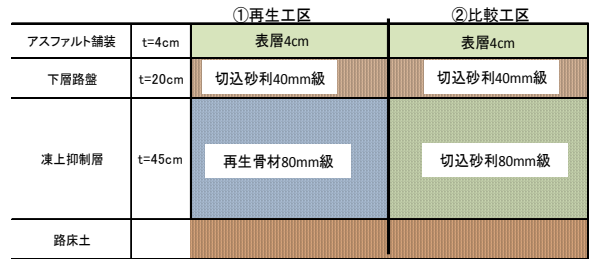 ①再生工区 ②比較工区
アスファルト舗装 t=4cm 表層4cm 表層4cm
下層路盤 t=20cm 切込砂利40mm級 切込砂利40mm級
凍上抑制層 t=45cm 再生骨材80mm級 切込砂利80mm級
路床土